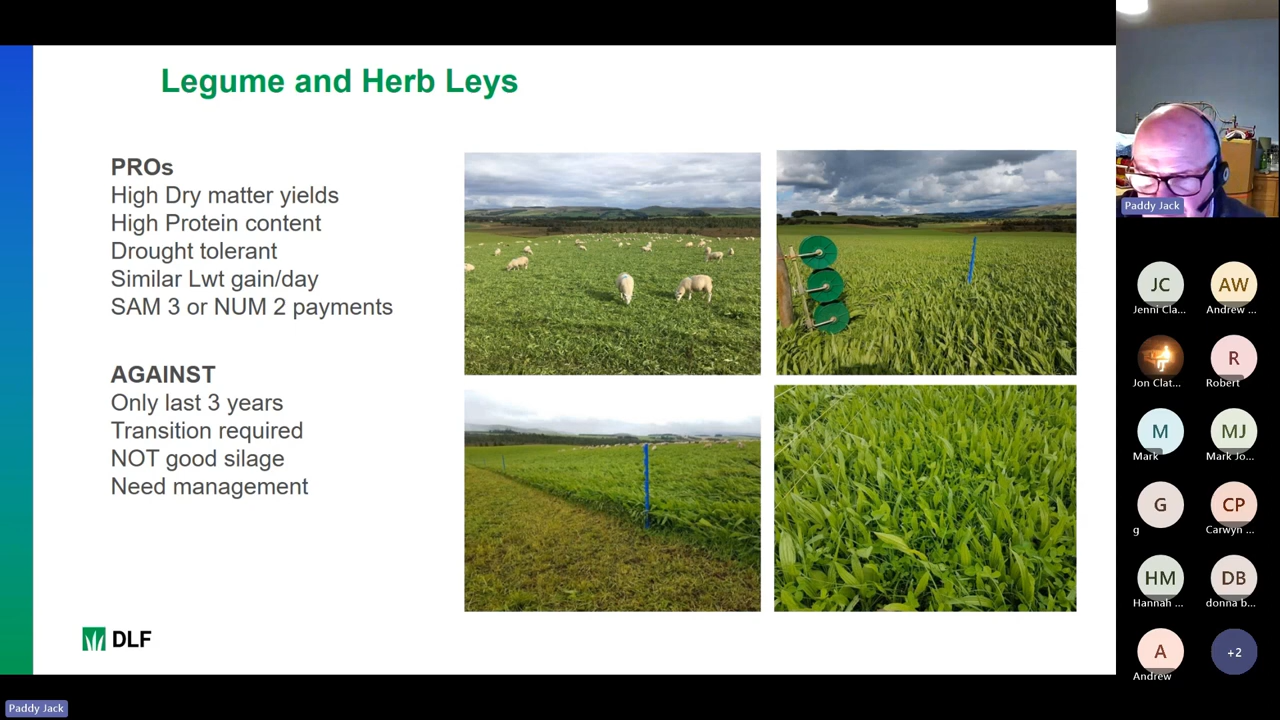 Legume and Herb Leys
PROs
High Dry matter yields
High Protein content
Drought tolerant
Similar Lwt gain/day
SAM 3 or NUM 2 payments
AGAINST
Only last 3 years
Transition required
NOT good silage
Need management
DLF
Paddy Jack
JC
Jenni Cla...
AW
Andrew ...
Jon Clat...
R
Robert
M
Mark
MJ
Mark Jo...
G
g
CP
Carwyn ...
HM
Hannah ...
DB
donna b...
A
Andrew
+2
Paddy Jack